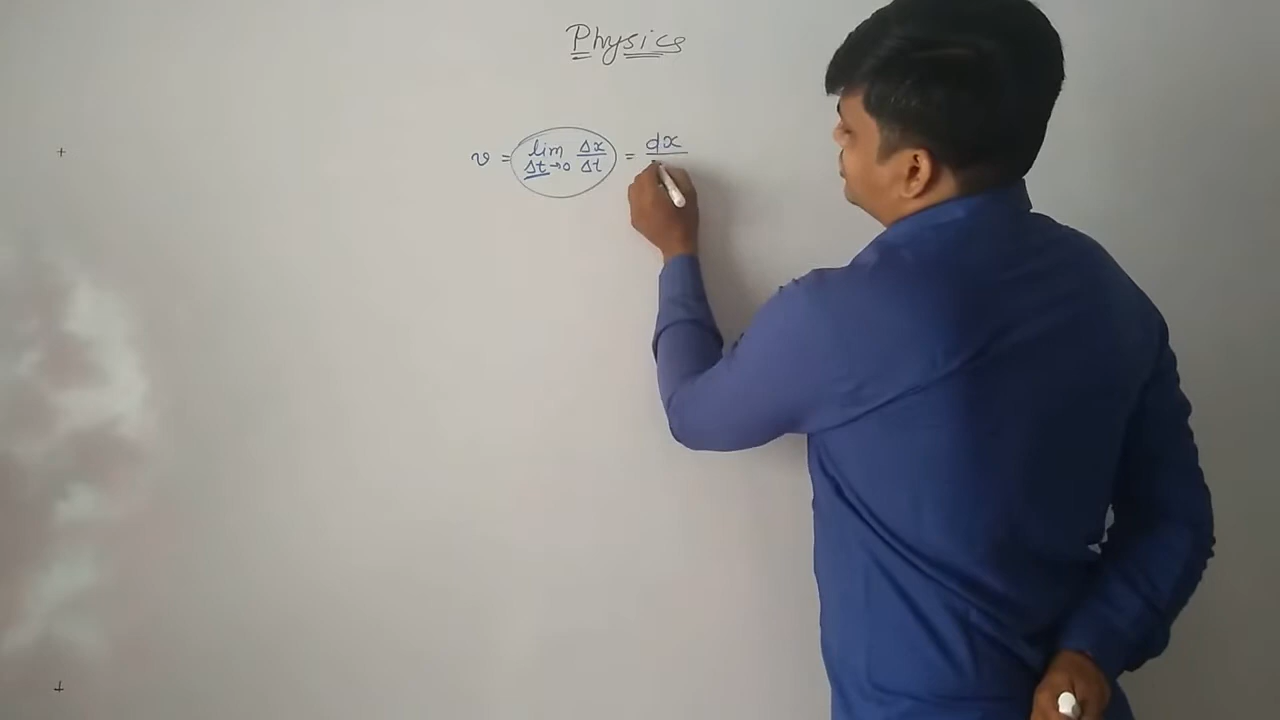 Physics
v = lim Δt→0 Δx/Δt = dx/